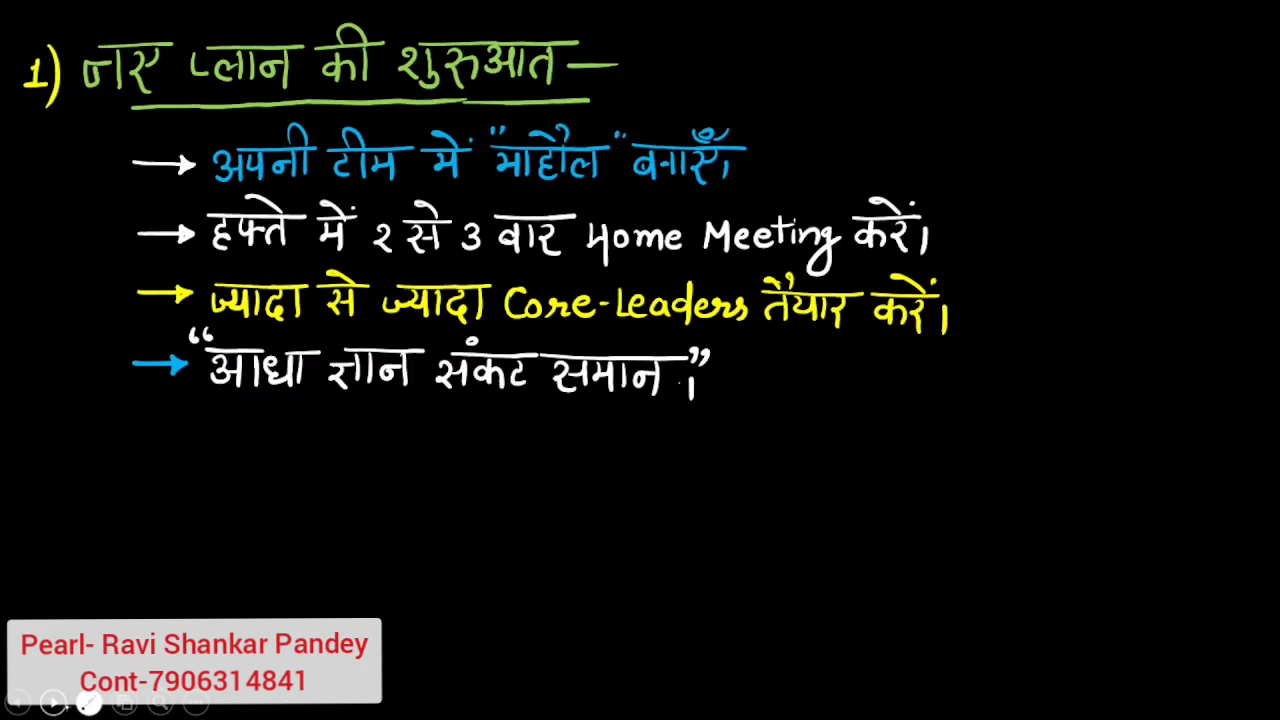 1) नए प्लान की शुरुआत —
→ अपनी टीम में "माहौल" बनाएँ।
→ हफ्ते में 2 से 3 बार Home Meeting करें।
→ ज्यादा से ज्यादा Core-Leaders तैयार करें।
→ “आधा ज्ञान संकट समान।”
Pearl- Ravi Shankar Pandey
Cont-7906314841